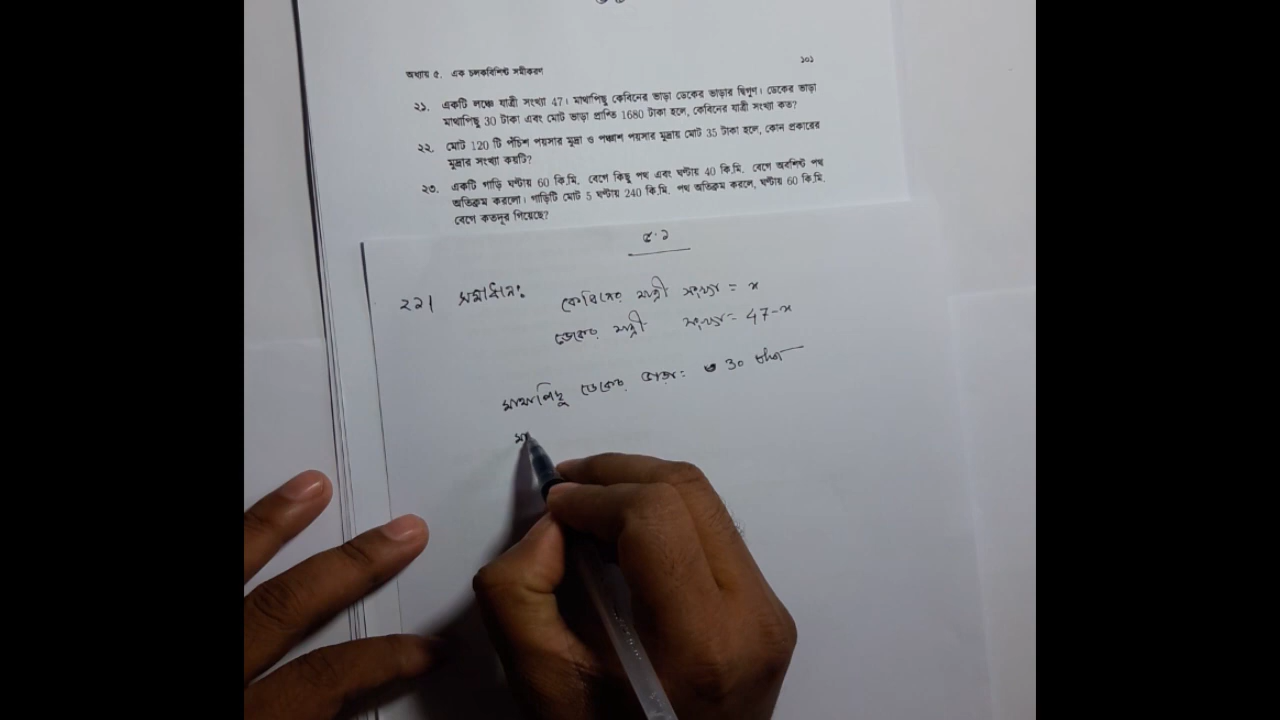 অধ্যায় ৫. এক চলকবিশিষ্ট সমীকরণ ১০১
২১. একটি লঞ্চে যাত্রী সংখ্যা 47। মাথাপিছু কেবিনের ভাড়া ডেকের ভাড়ার দ্বিগুণ। ডেকের ভাড়া
মাথাপিছু 30 টাকা এবং মোট ভাড়া প্রাপ্তি 1680 টাকা হলে, কেবিনের যাত্রী সংখ্যা কত?
২২. মোট 120 টি পঁচিশ পয়সার মুদ্রা ও পঞ্চাশ পয়সার মুদ্রায় মোট 35 টাকা হলে, কোন প্রকারের
মুদ্রার সংখ্যা কয়টি?
২৩. একটি গাড়ি ঘণ্টায় 60 কি.মি. বেগে কিছু পথ এবং ঘণ্টায় 40 কি.মি. বেগে অবশিষ্ট পথ
অতিক্রম করলো। গাড়িটি মোট 5 ঘণ্টায় 240 কি.মি. পথ অতিক্রম করলে, ঘণ্টায় 60 কি.মি.
বেগে কতদূর গিয়েছে?
৫.১
২১। সমাধান: কেবিনের যাত্রী সংখ্যা = x
ডেকের যাত্রী সংখ্যা = 47-x
মাথাপিছু ডেকের ভাড়া = 30 টাকা
মা